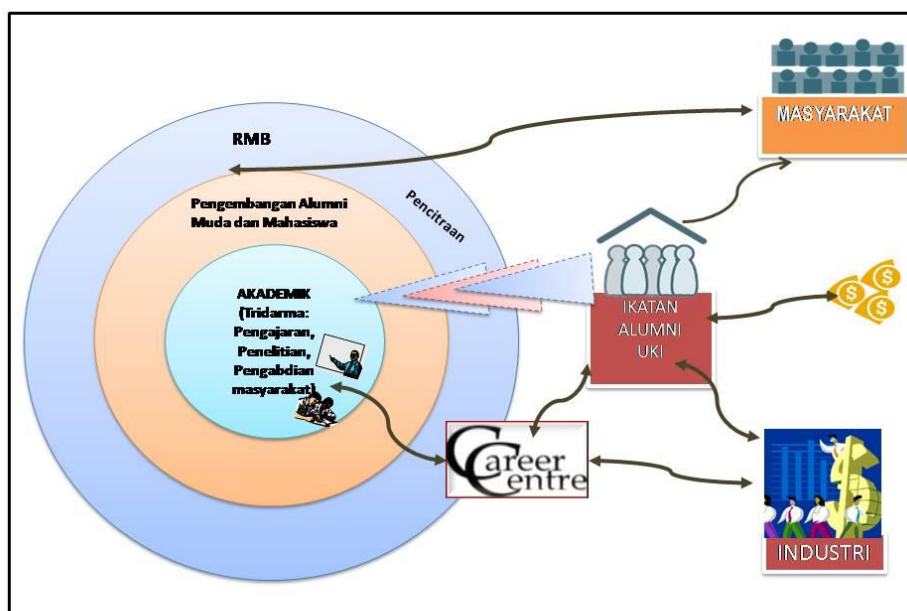 RMB
Pencitraan
Pengembangan Alumni
Muda dan Mahasiswa
AKADEMIK
(Tridarma:
Pengajaran,
Penelitian,
Pengabdian
masyarakat)
MASYARAKAT
IKATAN
ALUMNI
UKI
Career
Centre
INDUSTRI